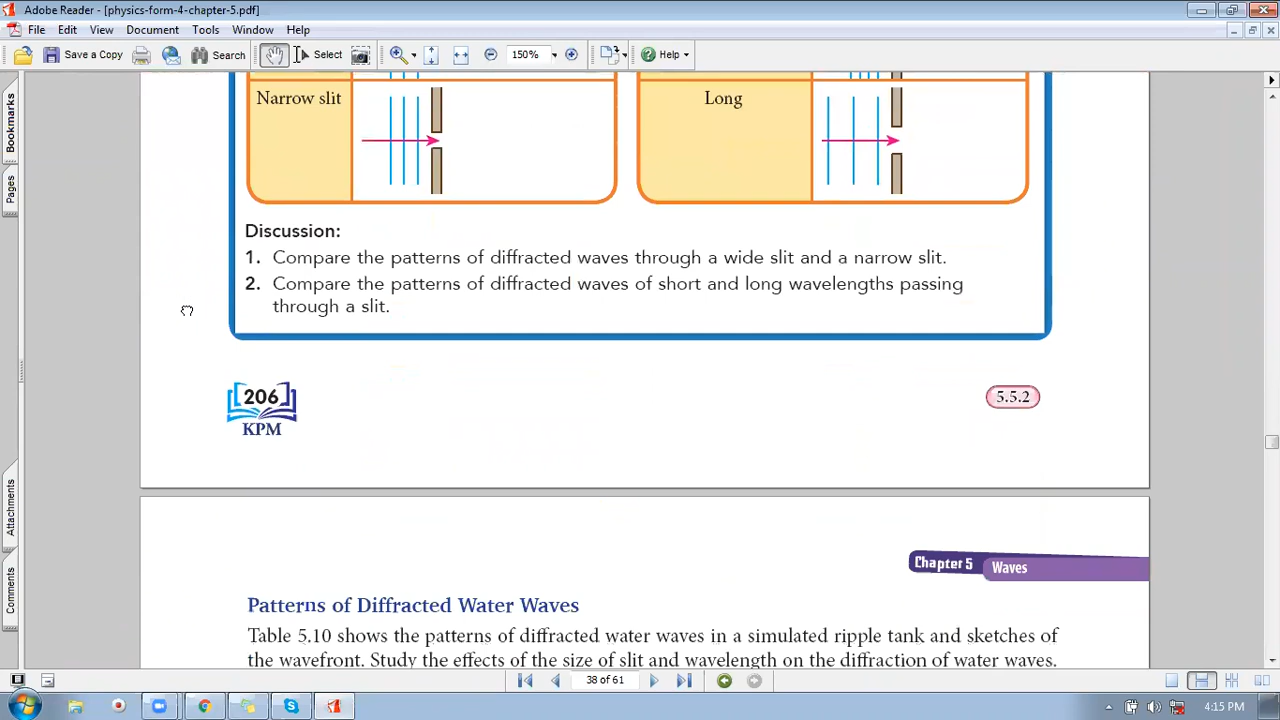 Adobe Reader - [physics-form-4-chapter-5.pdf]
File Edit View Document Tools Window Help
Save a Copy Search Select 150% Help
Bookmarks
Pages
Attachments
Comments
Narrow slit
Long
Discussion:
1. Compare the patterns of diffracted waves through a wide slit and a narrow slit.
2. Compare the patterns of diffracted waves of short and long wavelengths passing
through a slit.
206
KPM
5.5.2
Chapter 5 Waves
Patterns of Diffracted Water Waves
Table 5.10 shows the patterns of diffracted water waves in a simulated ripple tank and sketches of
the wavefront. Study the effects of the size of slit and wavelength on the diffraction of water waves.
38 of 61
4:15 PM